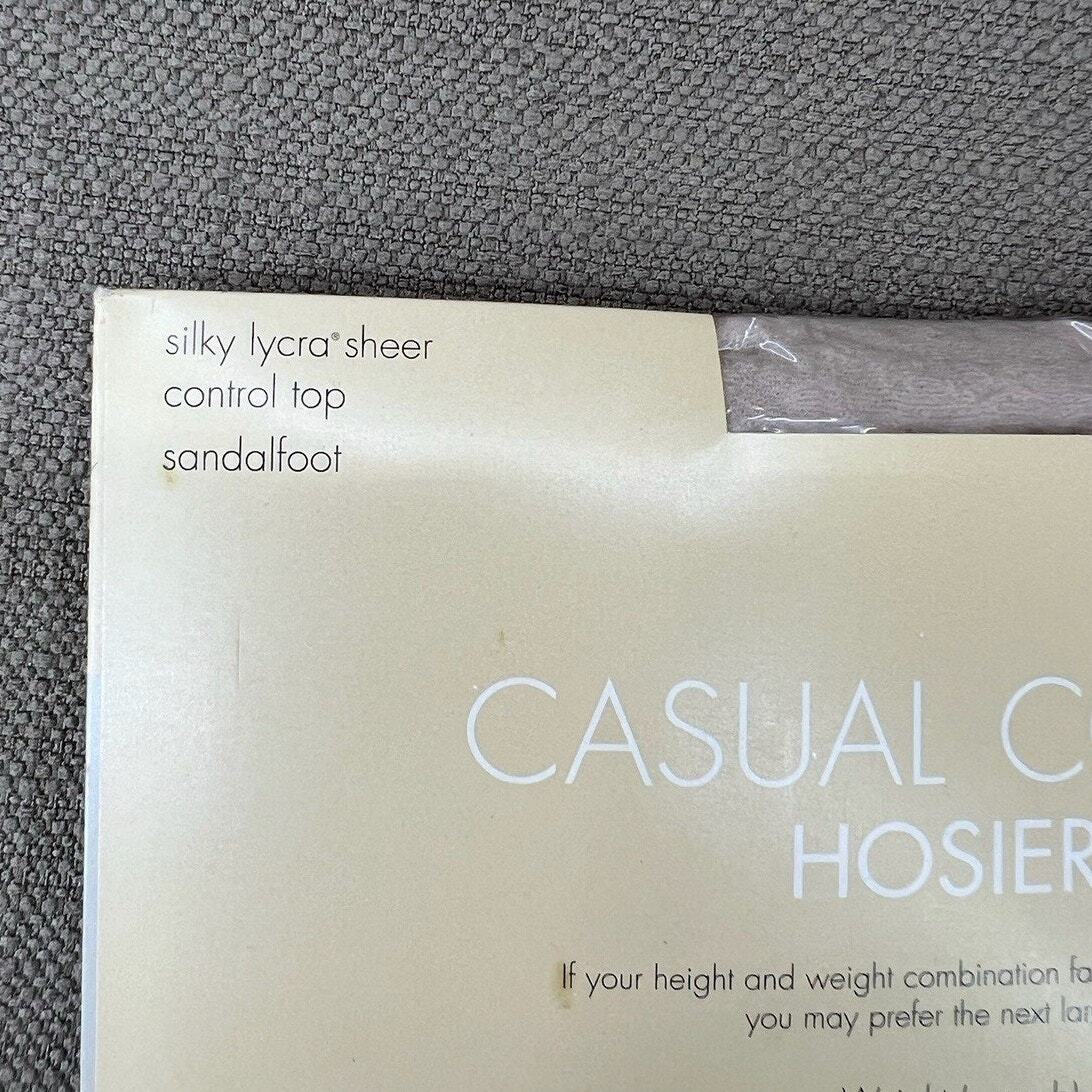 silky lycra® sheer
control top
sandalfoot
CASUAL C
HOSIER
If your height and weight combination fa
you may prefer the next lar